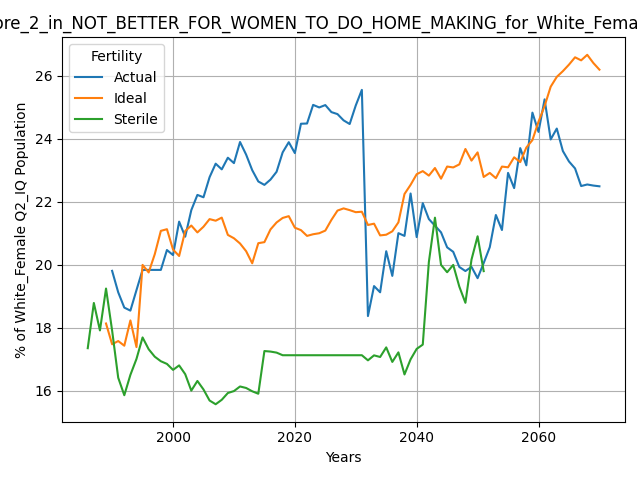 ore_2_in_NOT_BETTER_FOR_WOMEN_TO_DO_HOME_MAKING_for_White_Fema
Fertility
Actual
Ideal
Sterile
% of White_Female Q2_IQ Population
26
24
22
20
18
16
2000 2020 2040 2060
Years